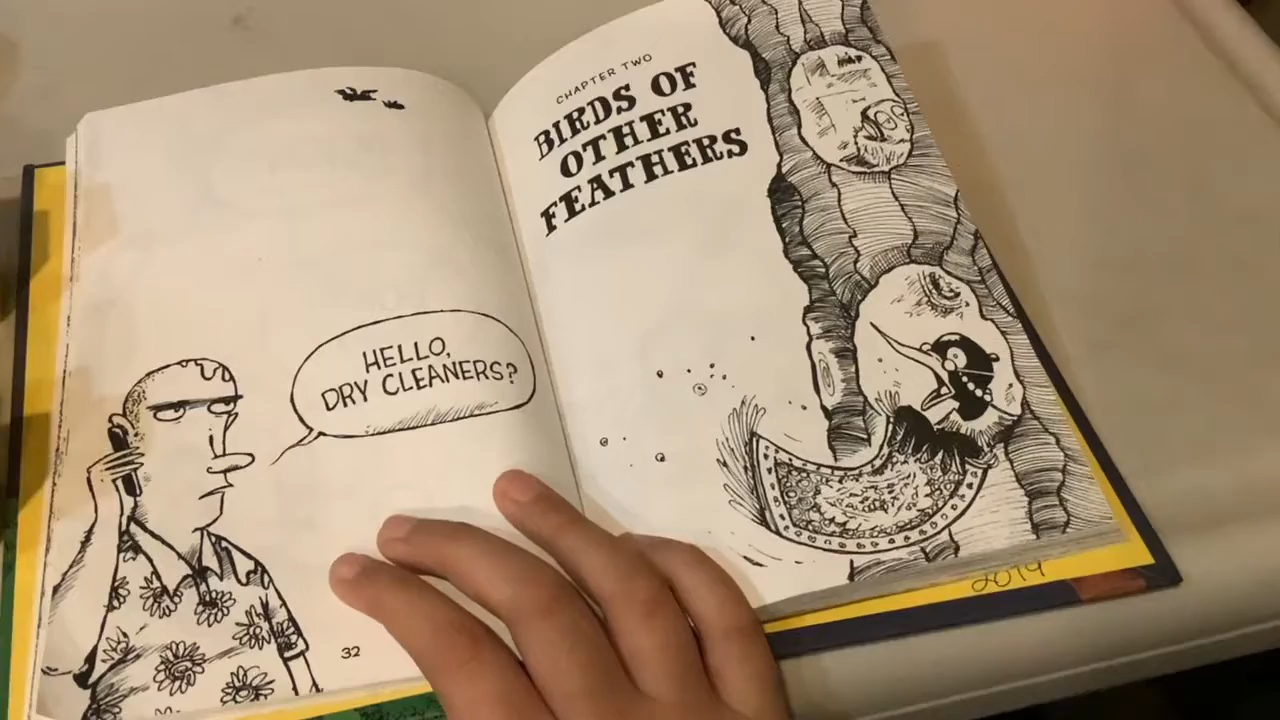 HELLO,
DRY CLEANERS?
32
CHAPTER TWO
BIRDS OF
OTHER
FEATHERS
2019